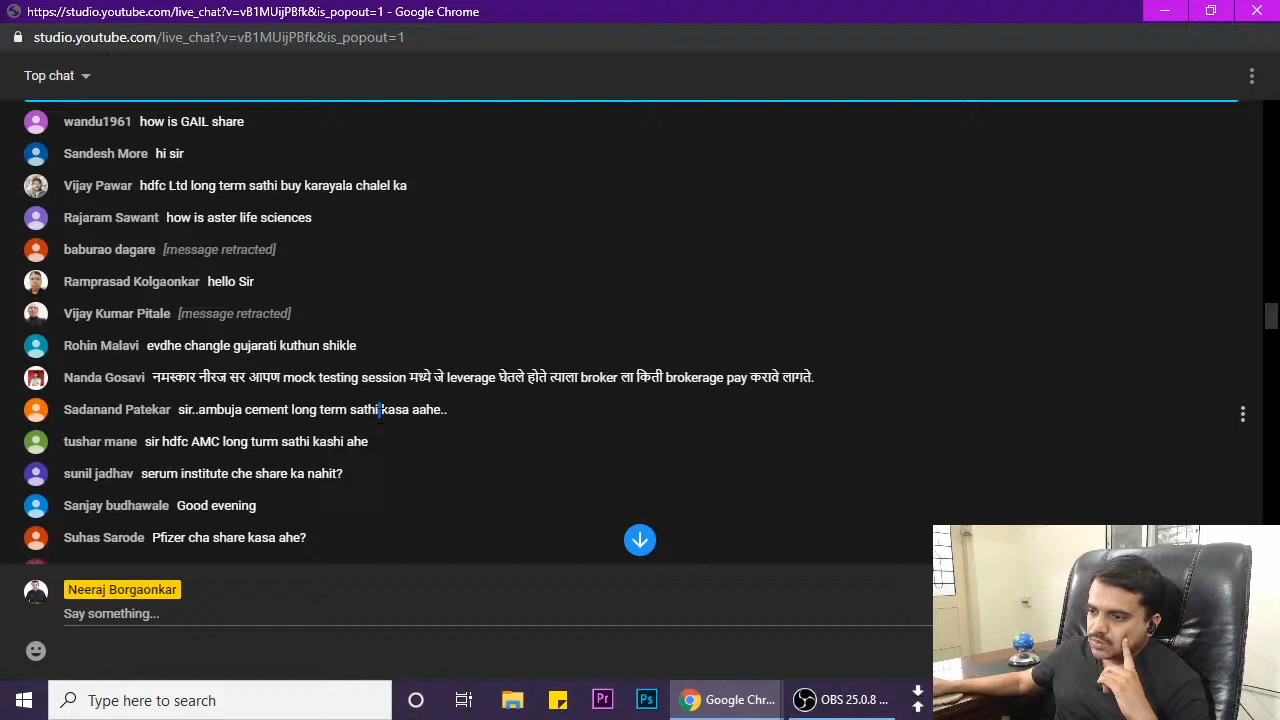 https://studio.youtube.com/live_chat?v=vB1MUijPBfk&is_popout=1 - Google Chrome
studio.youtube.com/live_chat?v=vB1MUijPBfk&is_popout=1
Top chat
wandu1961 how is GAIL share
Sandesh More hi sir
Vijay Pawar hdfc Ltd long term sathi buy karayala chalel ka
Rajaram Sawant how is aster life sciences
baburao dagare [message retracted]
Ramprasad Kolgaonkar hello Sir
Vijay Kumar Pitale [message retracted]
Rohin Malavi evdhe changle gujarati kuthun shikle
Nanda Gosavi नमस्कार नीरज सर आपण mock testing session मध्ये जे leverage घेतले होते त्याला broker ला किती brokerage pay करावे लागते.
Sadanand Patekar sir..ambuja cement long term sathi kasa aahe..
tushar mane sir hdfc AMC long turm sathi kashi ahe
sunil jadhav serum institute che share ka nahit?
Sanjay budhawale Good evening
Suhas Sarode Pfizer cha share kasa ahe?
Neeraj Borgaonkar
Say something...
Type here to search
Pr
Ps
Google Chr...
OBS 25.0.8 ...